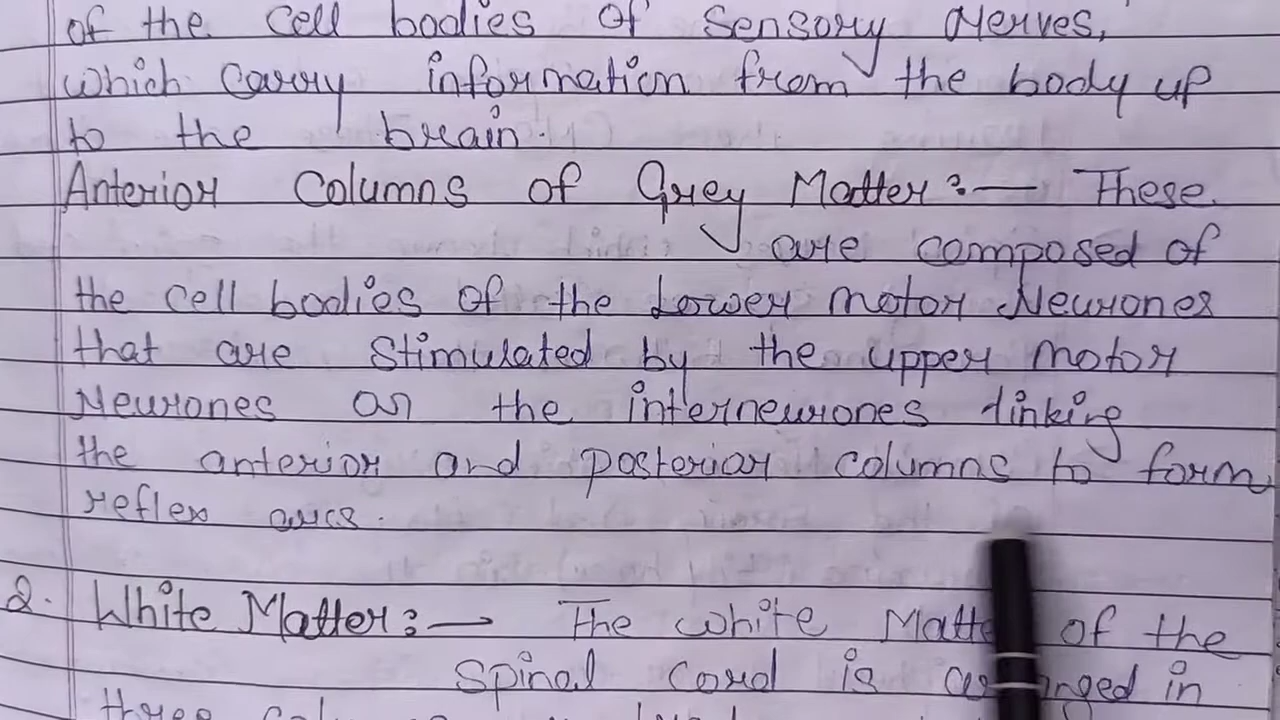 of the cell bodies of sensory Nerves,
which carry information from the body up
to the brain.
Anterior Columns of Grey Matter :— These
are composed of
the cell bodies of the Lower motor Neurones
that are stimulated by the upper motor
Neurones or the interneurones linking
the anterior and posterior columns to form
reflex arcs.
2. White Matter :— The white of the
spinal cord is in
three